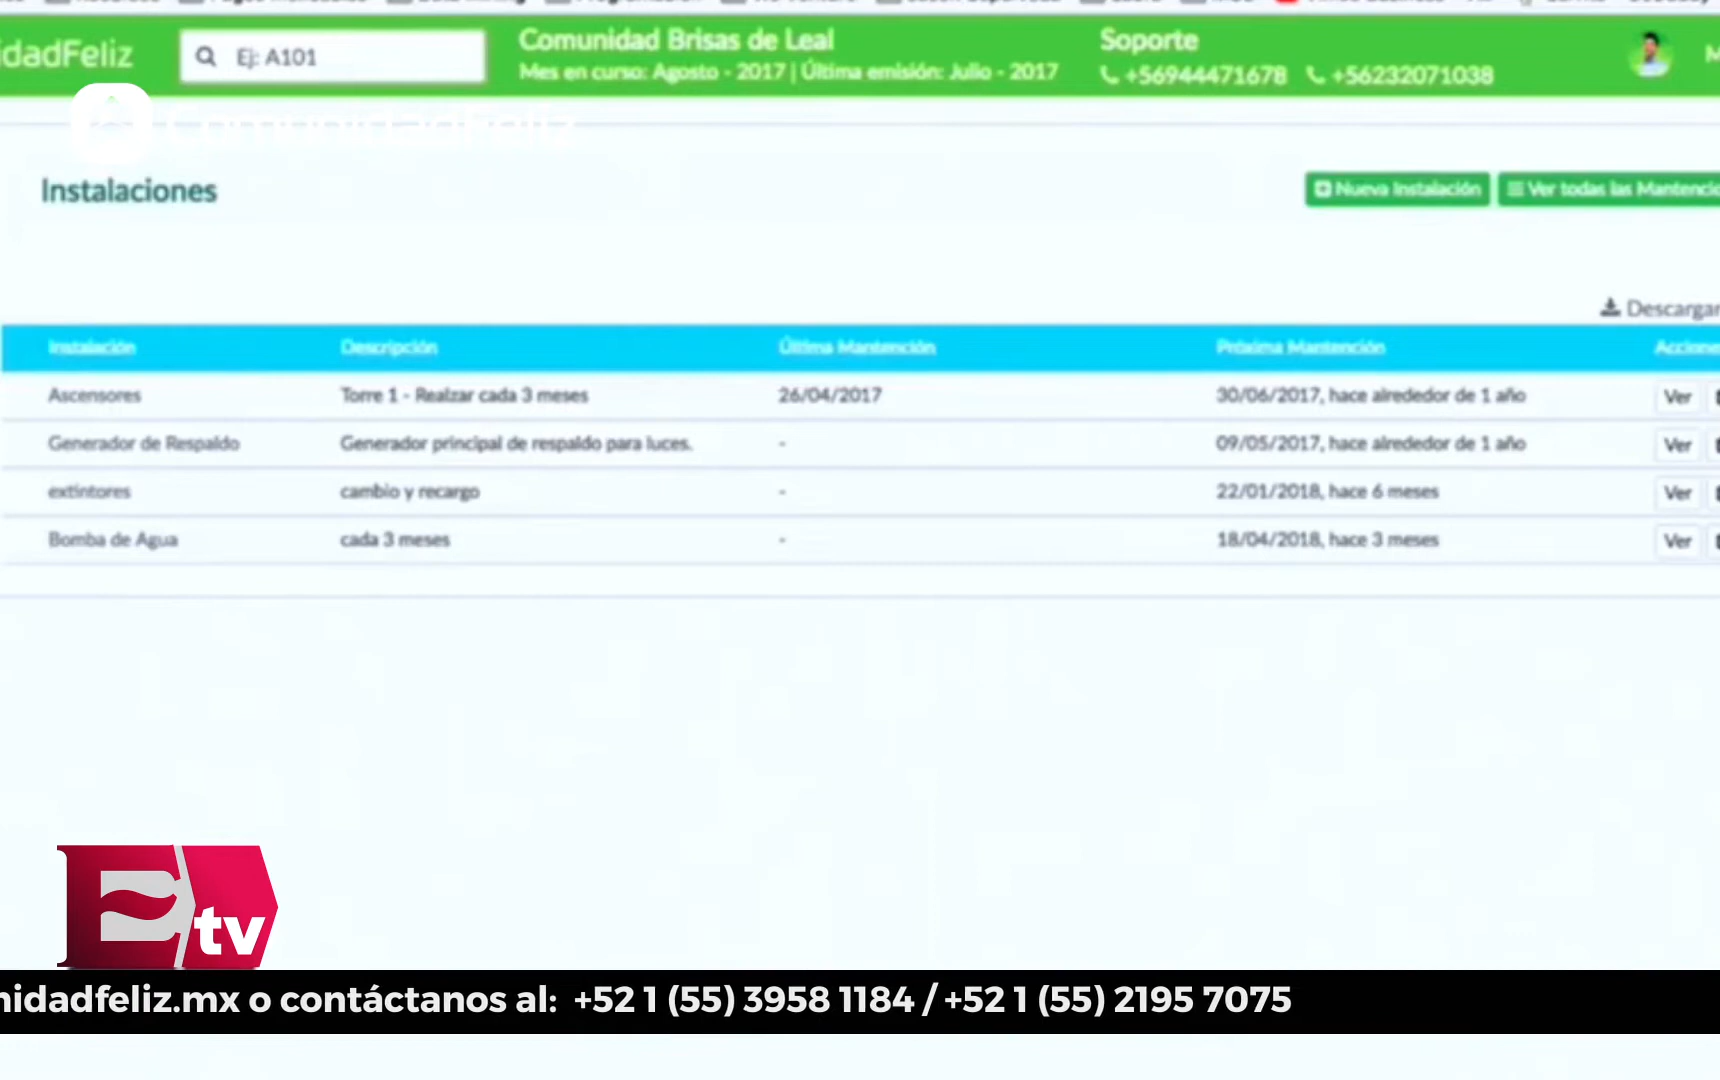 idadFeliz
Ej: A101
Comunidad Brisas de Leal
Mes en curso: Agosto - 2017 | Última emisión: Julio - 2017
Soporte
+56944471678 +56232071038
ComunidadFeliz
Instalaciones
Nueva Instalación
Ver todas las Mantencio
Descargar
Instalación Descripción Última Mantención Próxima Mantención Accione
Ascensores Torre 1 - Realzar cada 3 meses 26/04/2017 30/06/2017, hace alrededor de 1 año Ver
Generador de Respaldo Generador principal de respaldo para luces. - 09/05/2017, hace alrededor de 1 año Ver
extintores cambio y recargo - 22/01/2018, hace 6 meses Ver
Bomba de Agua cada 3 meses - 18/04/2018, hace 3 meses Ver
E tv
nidadfeliz.mx o contáctanos al: +52 1 (55) 3958 1184 / +52 1 (55) 2195 7075